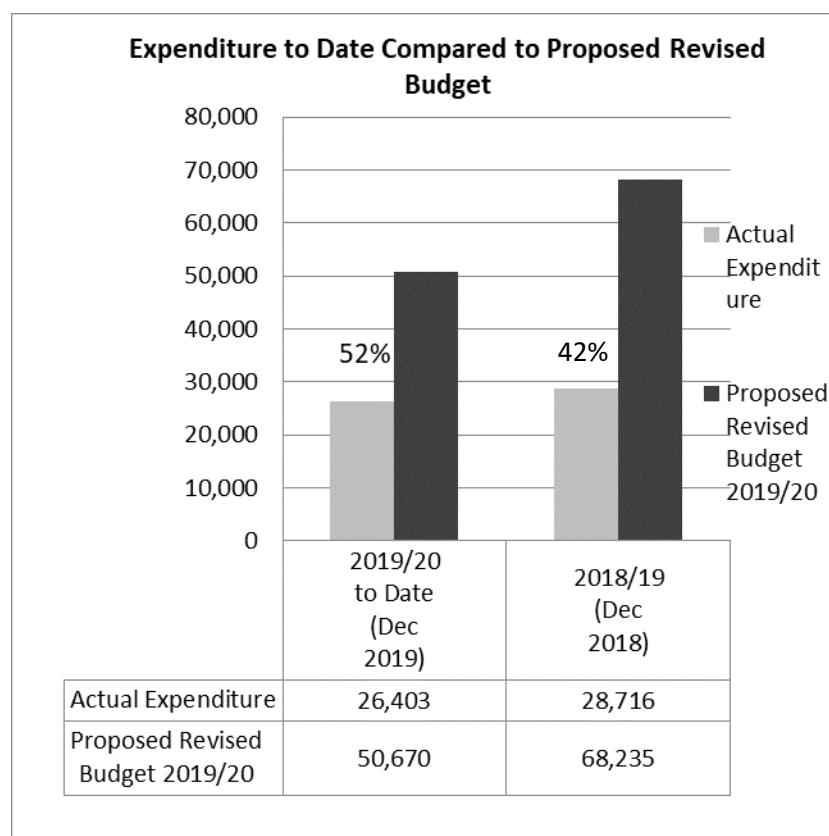 Expenditure to Date Compared to Proposed Revised
Budget
80,000
70,000
60,000
50,000
40,000
30,000
20,000
10,000
0
52%
42%
Actual
Expendit
ure
Proposed
Revised
Budget
2019/20
2019/20
to Date
(Dec
2019)
2018/19
(Dec
2018)
Actual Expenditure 26,403 28,716
Proposed Revised
Budget 2019/20 50,670 68,235